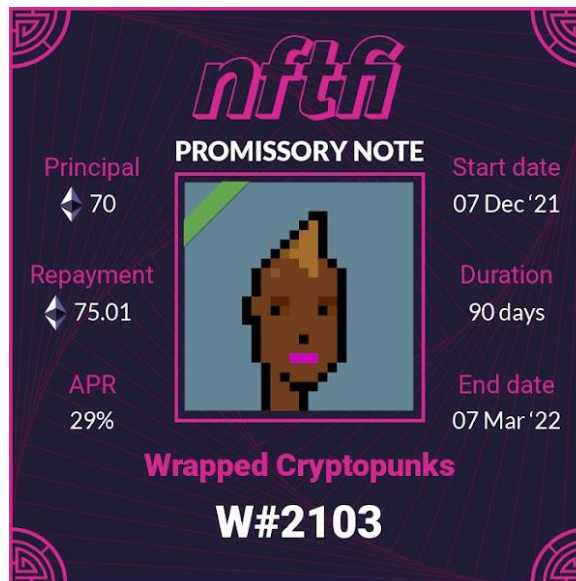 nftfi
PROMISSORY NOTE
Principal
70
Repayment
75.01
APR
29%
Start date
07 Dec ‘21
Duration
90 days
End date
07 Mar ‘22
Wrapped Cryptopunks
W#2103